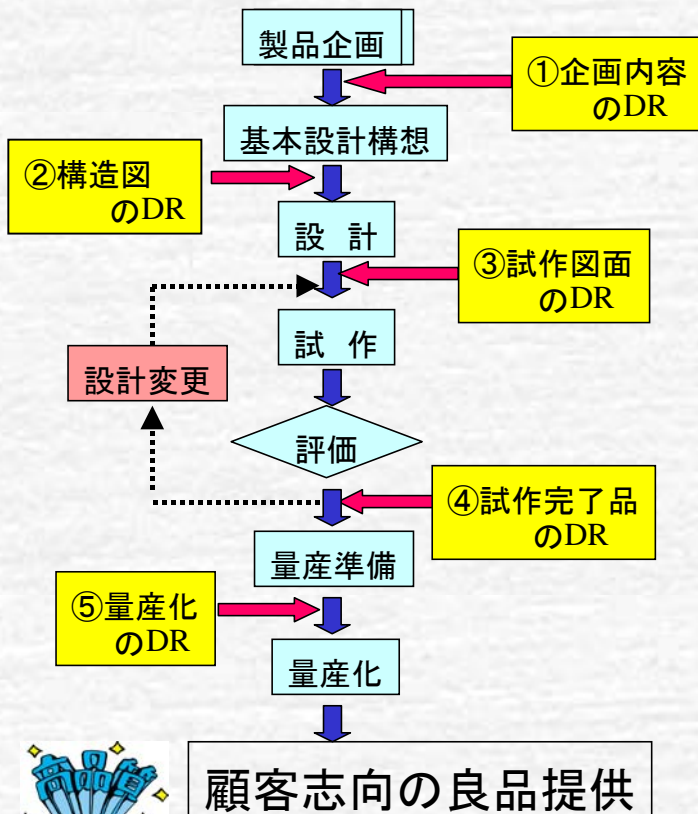 製品企画
①企画内容
のDR
基本設計構想
②構造図
のDR
設 計
③試作図面
のDR
試 作
設計変更
評価
④試作完了品
のDR
量産準備
⑤量産化
のDR
量産化
高品質
顧客志向の良品提供